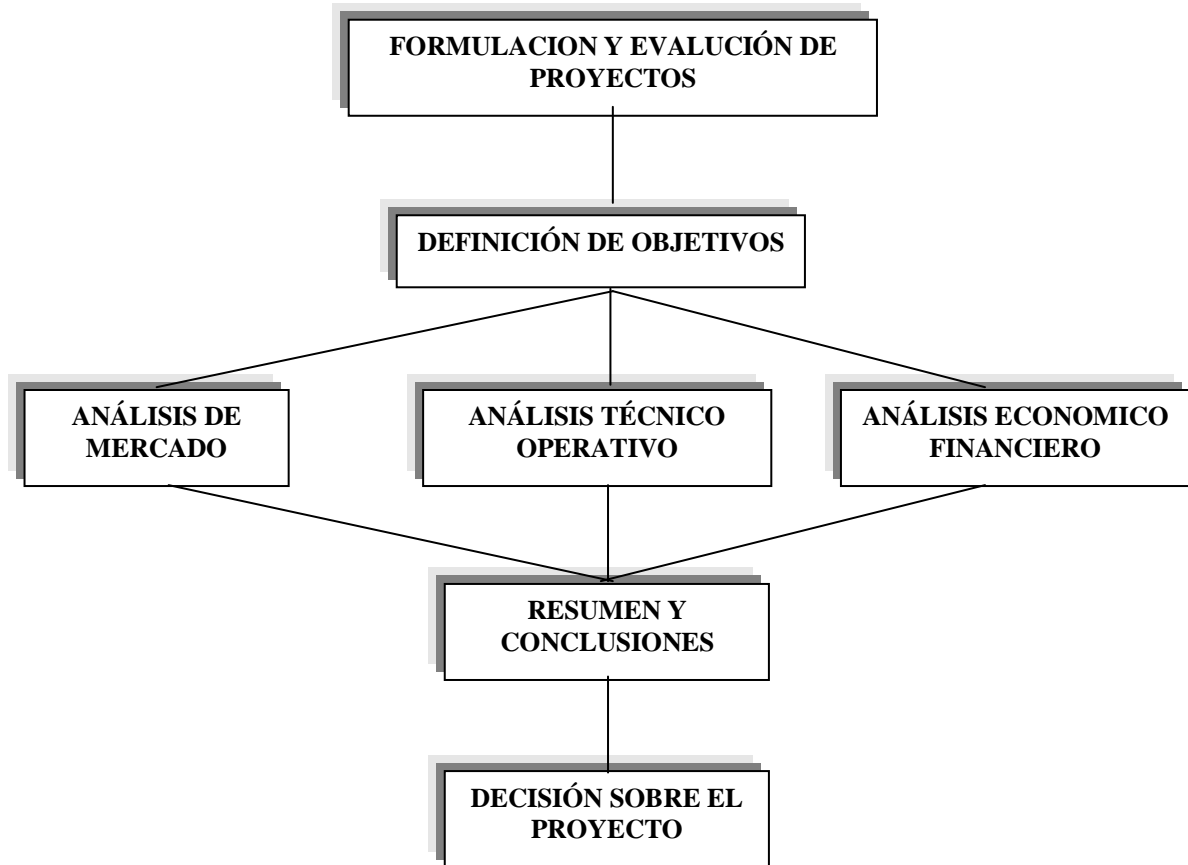 FORMULACION Y EVALUCIÓN DE
PROYECTOS
DEFINICIÓN DE OBJETIVOS
ANÁLISIS DE
MERCADO
ANÁLISIS TÉCNICO
OPERATIVO
ANÁLISIS ECONOMICO
FINANCIERO
RESUMEN Y
CONCLUSIONES
DECISIÓN SOBRE EL
PROYECTO